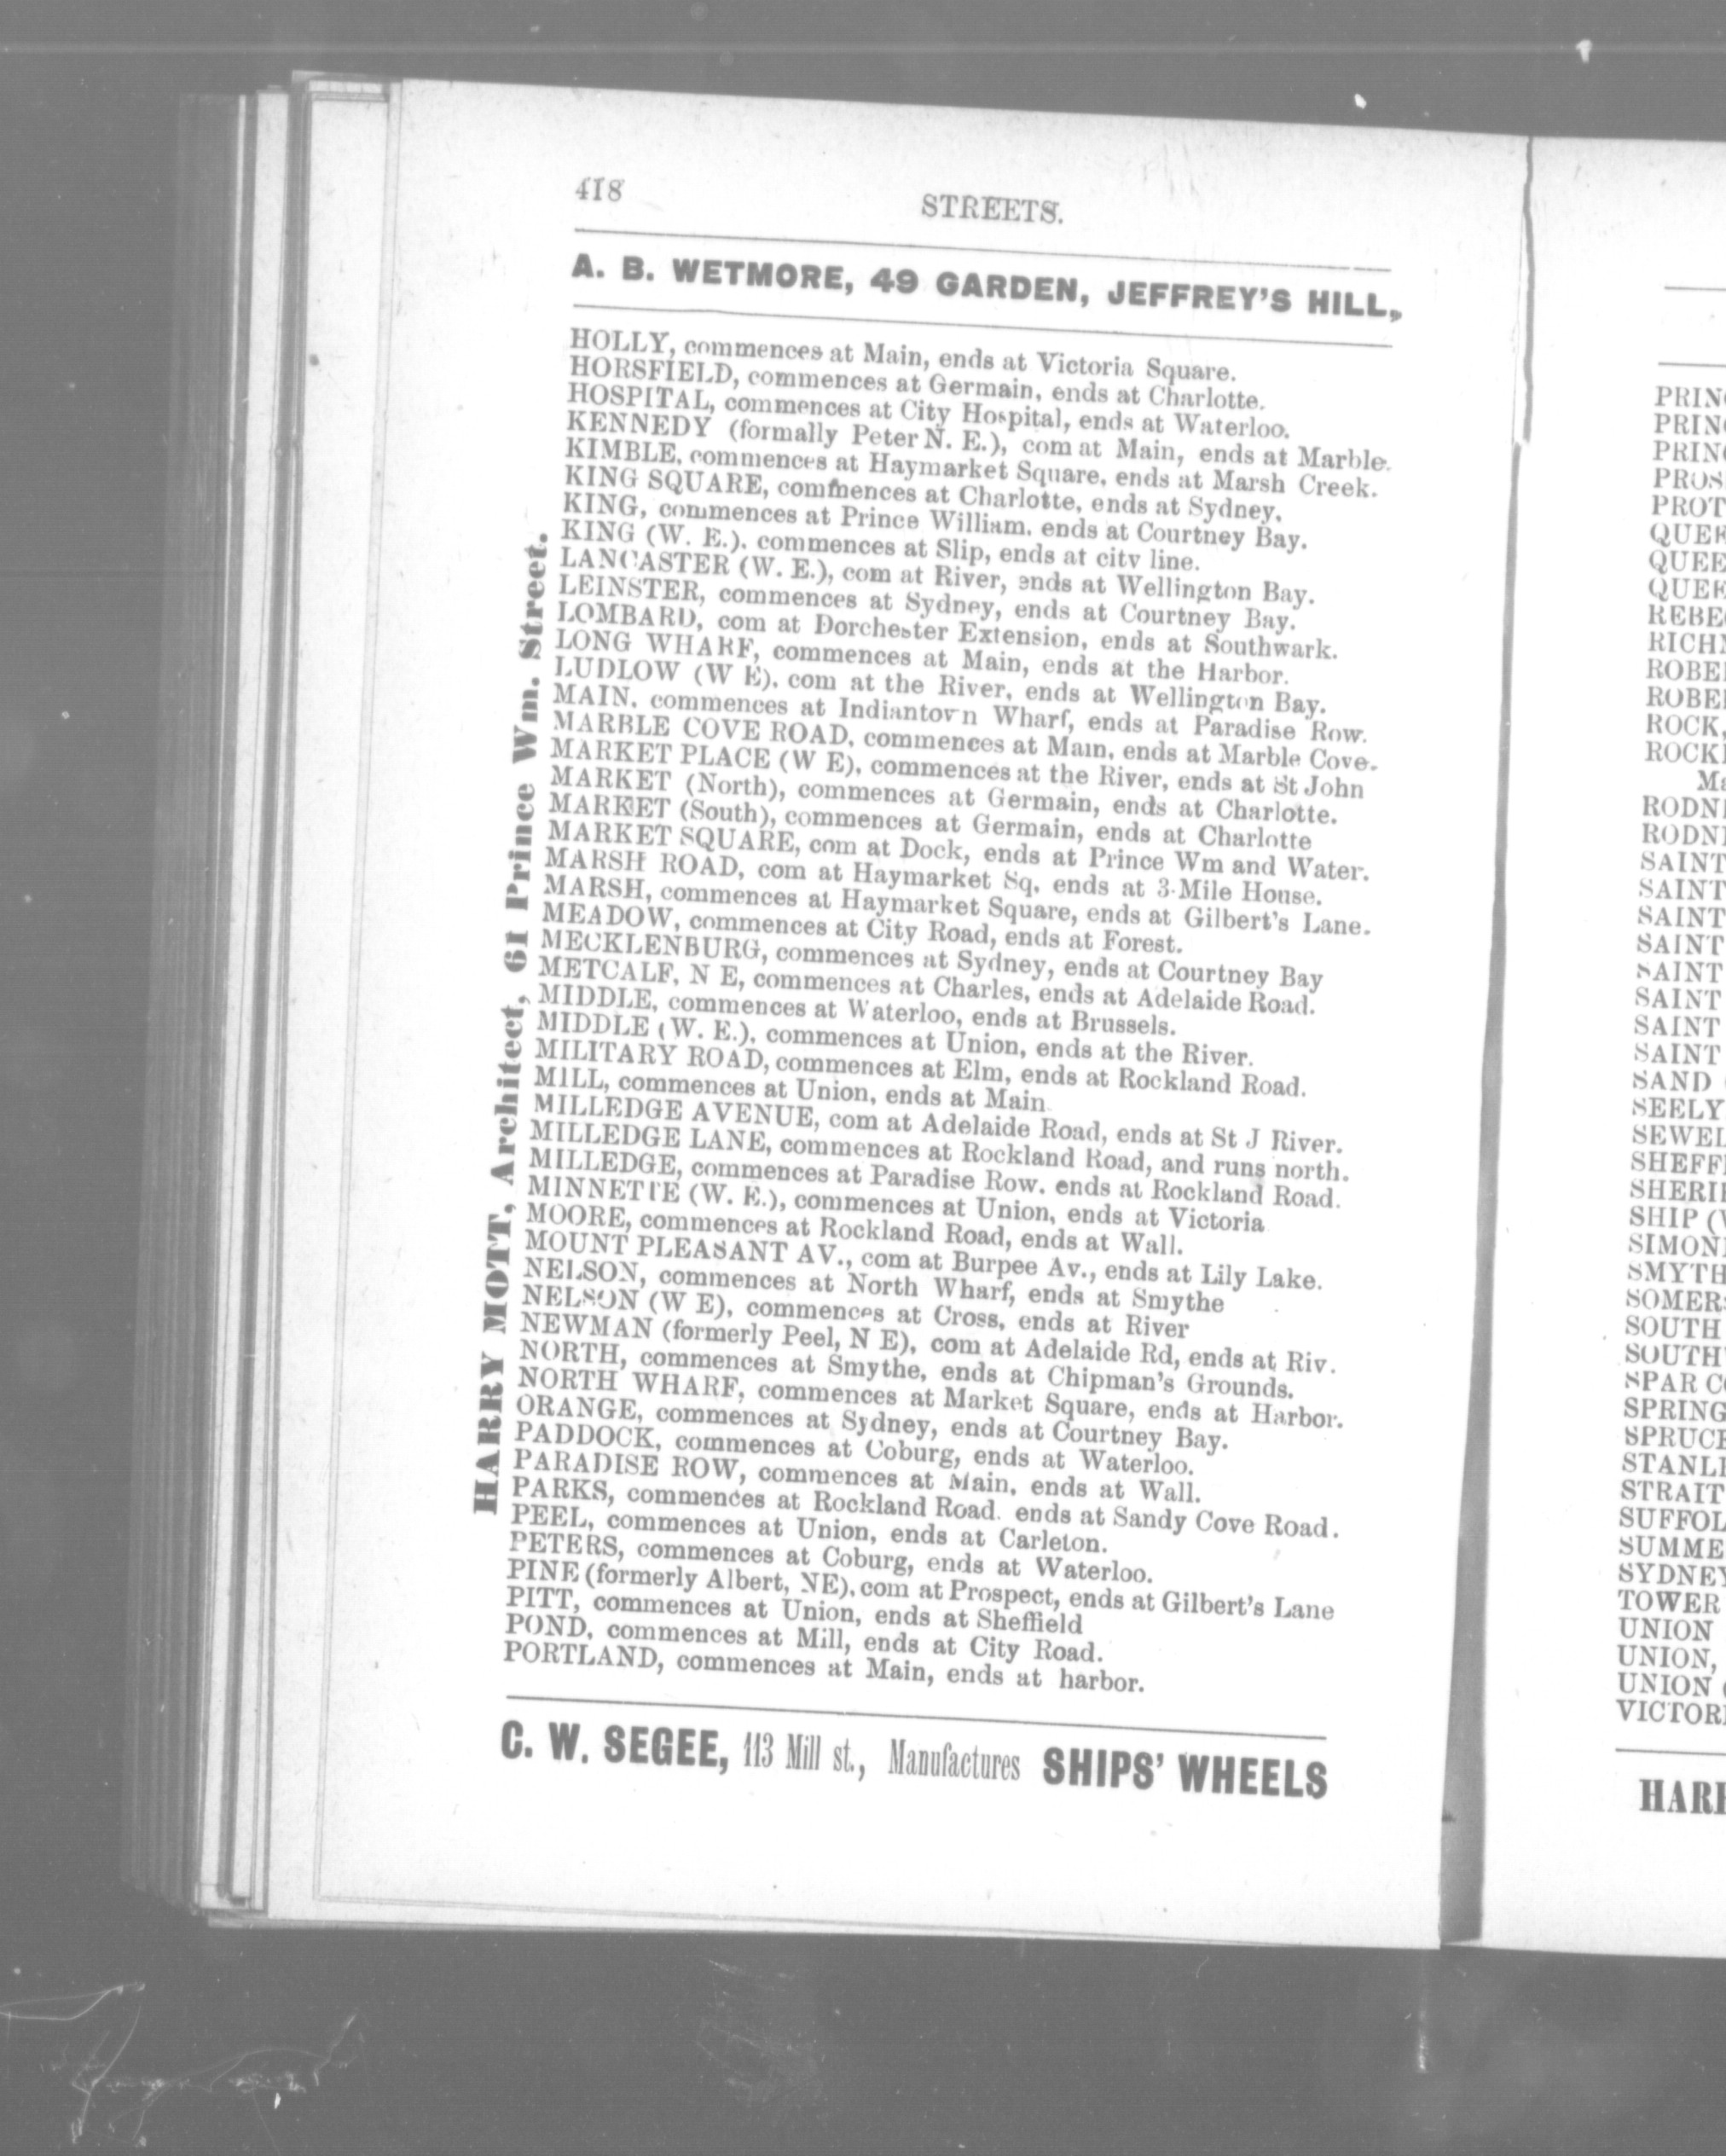 418
STREETS.
A. B. WETMORE, 49 GARDEN, JEFFREY'S HILL,
HOLLY, commences at Main, ends at Victoria Square.
HORSFIELD, commences at Germain, ends at Charlotte.
HOSPITAL, commences at City Hospital, ends at Waterloo.
KENNEDY (formally Peter N. E.), com at Main, ends at Marble.
KIMBLE, commences at Haymarket Square, ends at Marsh Creek.
KING SQUARE, commences at Charlotte, ends at Sydney.
KING, commences at Prince William, ends at Courtney Bay.
KING (W. E.), commences at Slip, ends at city line.
LANCASTER (W. E.), com at River, ends at Wellington Bay.
LEINSTER, commences at Sydney, ends at Courtney Bay.
LOMBARD, com at Dorchester Extension, ends at Southwark.
LONG WHARF, commences at Main, ends at the Harbor.
LUDLOW (W E), com at the River, ends at Wellington Bay.
MAIN, commences at Indiantown Wharf, ends at Paradise Row.
MARBLE COVE ROAD, commences at Main, ends at Marble Cove.
MARKET PLACE (W E), commences at the River, ends at St John
MARKET (North), commences at Germain, ends at Charlotte.
MARKET (South), commences at Germain, ends at Charlotte
MARKET SQUARE, com at Dock, ends at Prince Wm and Water.
MARSH ROAD, com at Haymarket Sq, ends at 3-Mile House.
MARSH, commences at Haymarket Square, ends at Gilbert's Lane.
MEADOW, commences at City Road, ends at Forest.
MECKLENBURG, commences at Sydney, ends at Courtney Bay
METCALF, N E, commences at Charles, ends at Adelaide Road.
MIDDLE, commences at Waterloo, ends at Brussels.
MIDDLE (W. E.), commences at Union, ends at the River.
MILITARY ROAD, commences at Elm, ends at Rockland Road.
MILL, commences at Union, ends at Main.
MILLEDGE AVENUE, com at Adelaide Road, ends at St J River.
MILLEDGE LANE, commences at Rockland Road, and runs north.
MILLEDGE, commences at Paradise Row, ends at Rockland Road.
MINNETTE (W. E.), commences at Union, ends at Victoria
MOORE, commences at Rockland Road, ends at Wall.
MOUNT PLEASANT AV., com at Burpee Av., ends at Lily Lake.
NELSON, commences at North Wharf, ends at Smythe
NELSON (W E), commences at Cross, ends at River
NEWMAN (formerly Peel, N E), com at Adelaide Rd, ends at Riv.
NORTH, commences at Smythe, ends at Chipman's Grounds.
NORTH WHARF, commences at Market Square, ends at Harbor.
ORANGE, commences at Sydney, ends at Courtney Bay.
PADDOCK, commences at Coburg, ends at Waterloo.
PARADISE ROW, commences at Main, ends at Wall.
PARKS, commences at Rockland Road, ends at Sandy Cove Road.
PEEL, commences at Union, ends at Carleton.
PETERS, commences at Coburg, ends at Waterloo.
PINE (formerly Albert, NE), com at Prospect, ends at Gilbert's Lane
PITT, commences at Union, ends at Sheffield
POND, commences at Mill, ends at City Road.
PORTLAND, commences at Main, ends at harbor.
C. W. SEGEE, 113 Mill st., Manufactures SHIPS' WHEELS
HARRY MOTT, Architect, 61 Prince Wm. Street.
QUEE
ROCK,
Ma
SAINT
SAINT
SAINT
SAINT
SAINT
SAINT
SAINT
SAINT
SAND
SEELY
SHIP
SOUTH
SPRING
STRAIT
SYDNEY
TOWER
UNION
UNION,
UNION